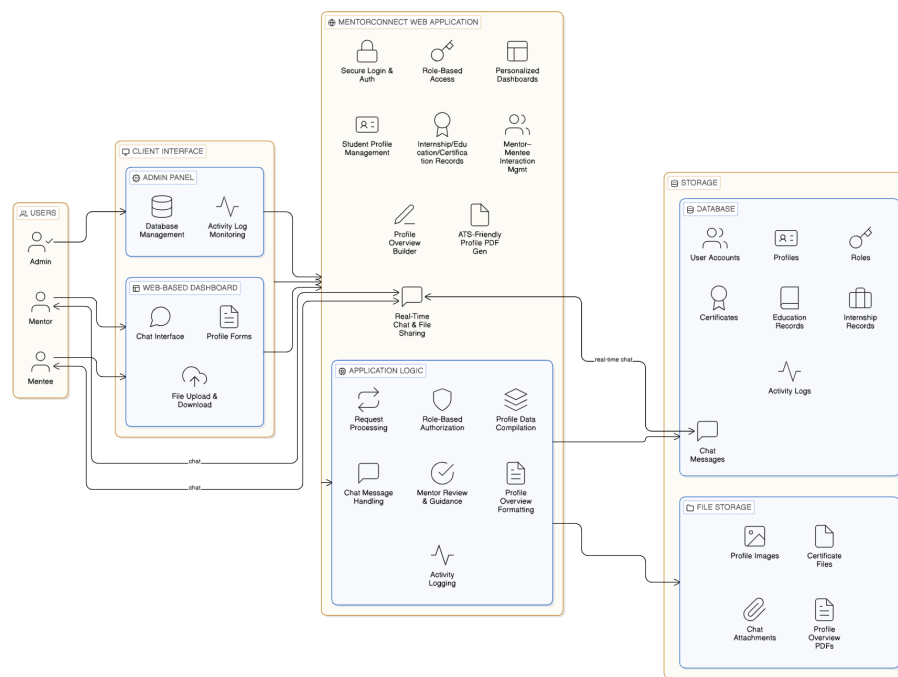 MENTORCONNECT WEB APPLICATION
Secure Login &
Auth
Role-Based
Access
Personalized
Dashboards
Student Profile
Management
Internship/Edu
cation/Certifica
tion Records
Mentor–
Mentee
Interaction
Mgmt
Profile
Overview
Builder
ATS-Friendly
Profile PDF
Gen
Real-Time
Chat & File
Sharing
CLIENT INTERFACE
ADMIN PANEL
Database
Management
Activity Log
Monitoring
WEB-BASED DASHBOARD
Chat Interface
Profile Forms
File Upload &
Download
USERS
Admin
Mentor
Mentee
chat
chat
real-time chat
APPLICATION LOGIC
Request
Processing
Role-Based
Authorization
Profile Data
Compilation
Chat Message
Handling
Mentor Review
& Guidance
Profile
Overview
Formatting
Activity
Logging
STORAGE
DATABASE
User Accounts
Profiles
Roles
Certificates
Education
Records
Internship
Records
Activity Logs
Chat
Messages
FILE STORAGE
Profile Images
Certificate
Files
Chat
Attachments
Profile
Overview
PDFs